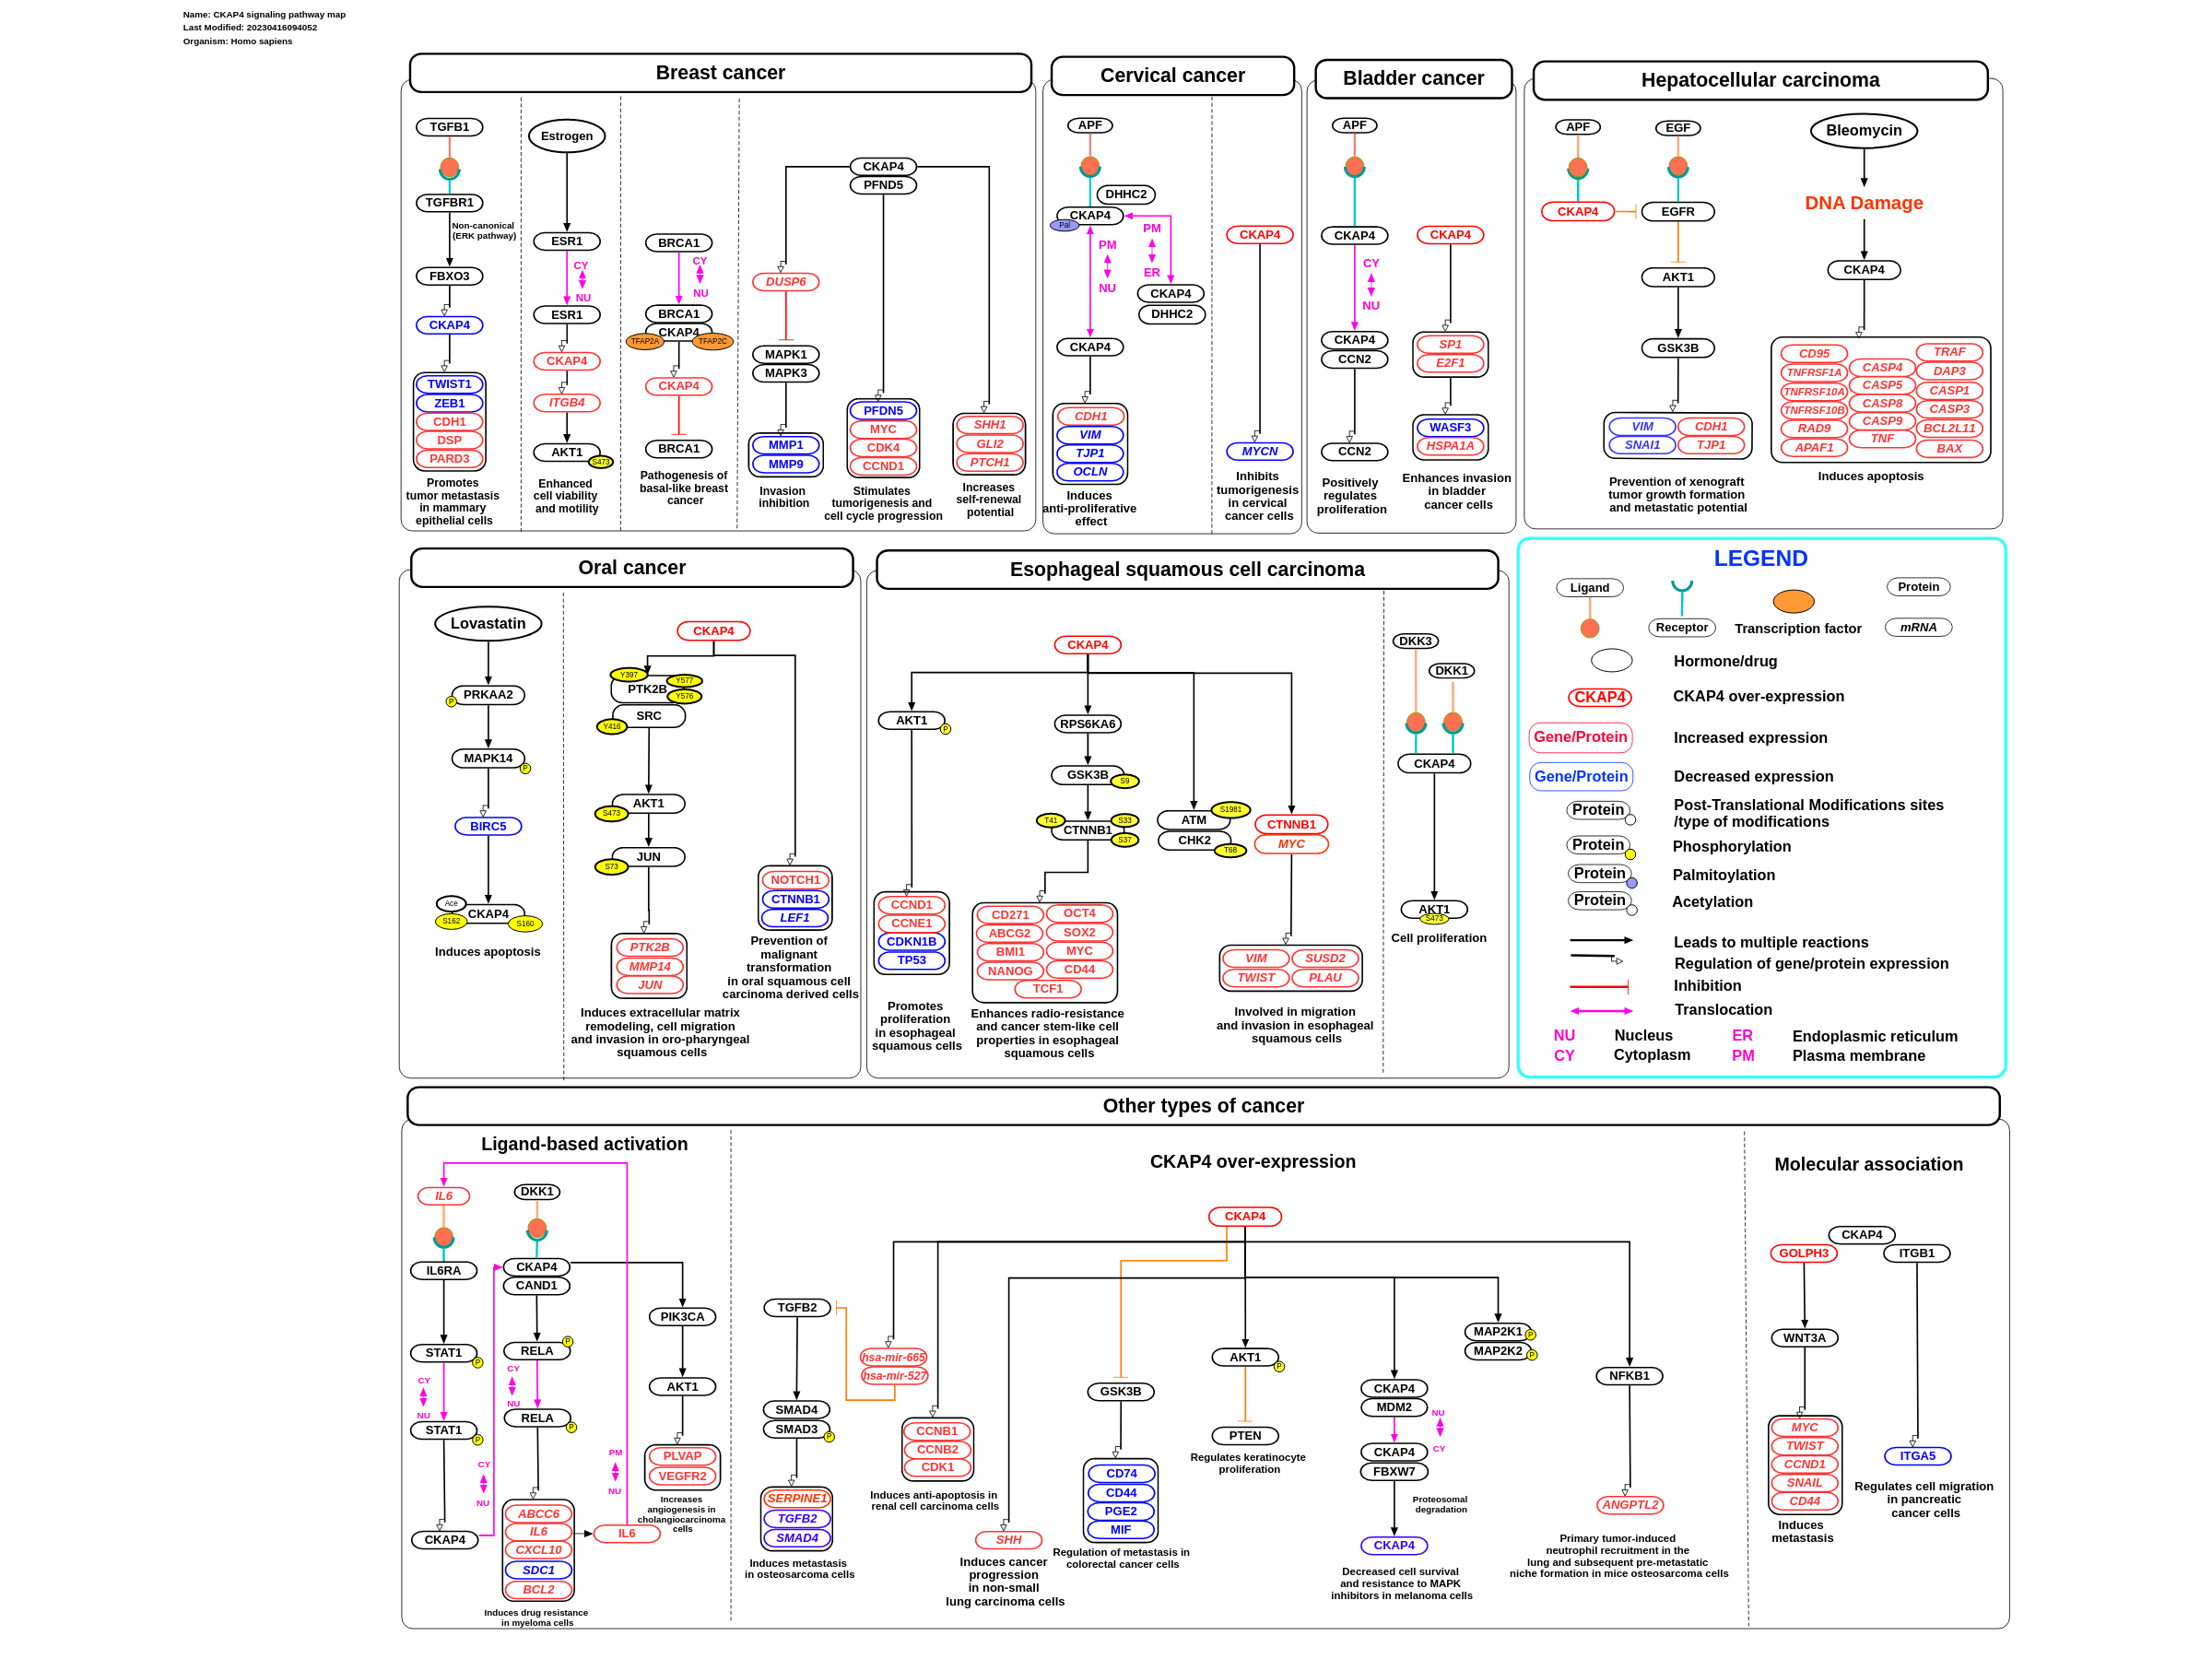 Name: CKAP4 signaling pathway map
Last Modified: 20230416094052
Organism: Homo sapiens
Breast cancer
TGFB1
TGFBR1
Non-canonical
(ERK pathway)
FBXO3
CKAP4
TWIST1
ZEB1
CDH1
DSP
PARD3
Promotes
tumor metastasis
in mammary
epithelial cells
Estrogen
ESR1
CY
NU
ESR1
CKAP4
ITGB4
AKT1
S473
Enhanced
cell viability
and motility
BRCA1
CY
NU
BRCA1
CKAP4
TFAP2A
TFAP2C
CKAP4
BRCA1
Pathogenesis of
basal-like breast
cancer
CKAP4
PFND5
DUSP6
MAPK1
MAPK3
MMP1
MMP9
Invasion
inhibition
PFDN5
MYC
CDK4
CCND1
Stimulates
tumorigenesis and
cell cycle progression
SHH1
GLI2
PTCH1
Increases
self-renewal
potential
Cervical cancer
APF
DHHC2
CKAP4
Pal
PM
NU
PM
ER
CKAP4
DHHC2
CKAP4
CDH1
VIM
TJP1
OCLN
Induces
anti-proliferative
effect
CKAP4
MYCN
Inhibits
tumorigenesis
in cervical
cancer cells
Bladder cancer
APF
CKAP4
CY
NU
CKAP4
CCN2
CCN2
Positively
regulates
proliferation
CKAP4
SP1
E2F1
WASF3
HSPA1A
Enhances invasion
in bladder
cancer cells
Hepatocellular carcinoma
APF
CKAP4
EGF
EGFR
AKT1
GSK3B
VIM
CDH1
SNAI1
TJP1
Prevention of xenograft
tumor growth formation
and metastatic potential
Bleomycin
DNA Damage
CKAP4
CD95
TNFRSF1A
TNFRSF10A
TNFRSF10B
RAD9
APAF1
CASP4
CASP5
CASP8
CASP9
TNF
TRAF
DAP3
CASP1
CASP3
BCL2L11
BAX
Induces apoptosis
Oral cancer
Lovastatin
PRKAA2
P
MAPK14
P
BIRC5
Ace
CKAP4
S162
S160
Induces apoptosis
CKAP4
Y397
PTK2B
Y577
Y576
SRC
Y416
AKT1
S473
JUN
S73
PTK2B
MMP14
JUN
Induces extracellular matrix
remodeling, cell migration
and invasion in oro-pharyngeal
squamous cells
NOTCH1
CTNNB1
LEF1
Prevention of
malignant
transformation
in oral squamous cell
carcinoma derived cells
Esophageal squamous cell carcinoma
CKAP4
AKT1
P
CCND1
CCNE1
CDKN1B
TP53
Promotes
proliferation
in esophageal
squamous cells
RPS6KA6
GSK3B
S9
T41
CTNNB1
S33
S37
CD271
ABCG2
BMI1
NANOG
OCT4
SOX2
MYC
CD44
TCF1
Enhances radio-resistance
and cancer stem-like cell
properties in esophageal
squamous cells
S1981
ATM
CHK2
T68
CTNNB1
MYC
VIM
SUSD2
TWIST
PLAU
Involved in migration
and invasion in esophageal
squamous cells
DKK3
DKK1
CKAP4
AKT1
S473
Cell proliferation
LEGEND
Ligand
Receptor
Transcription factor
Protein
mRNA
Hormone/drug
CKAP4
CKAP4 over-expression
Gene/Protein
Increased expression
Gene/Protein
Decreased expression
Protein
Post-Translational Modifications sites
/type of modifications
Protein
Phosphorylation
Protein
Palmitoylation
Protein
Acetylation
Leads to multiple reactions
Regulation of gene/protein expression
Inhibition
Translocation
NU
Nucleus
ER
Endoplasmic reticulum
CY
Cytoplasm
PM
Plasma membrane
Other types of cancer
Ligand-based activation
IL6
IL6RA
STAT1
P
CY
NU
STAT1
P
CKAP4
CY
NU
DKK1
CKAP4
CAND1
RELA
P
CY
NU
RELA
P
ABCC6
IL6
CXCL10
SDC1
BCL2
Induces drug resistance
in myeloma cells
IL6
PM
NU
PIK3CA
AKT1
PLVAP
VEGFR2
Increases
angiogenesis in
cholangiocarcinoma
cells
CKAP4 over-expression
CKAP4
TGFB2
SMAD4
SMAD3
P
SERPINE1
TGFB2
SMAD4
Induces metastasis
in osteosarcoma cells
hsa-mir-665
hsa-mir-527
CCNB1
CCNB2
CDK1
Induces anti-apoptosis in
renal cell carcinoma cells
SHH
Induces cancer
progression
in non-small
lung carcinoma cells
GSK3B
CD74
CD44
PGE2
MIF
Regulation of metastasis in
colorectal cancer cells
AKT1
P
PTEN
Regulates keratinocyte
proliferation
CKAP4
MDM2
NU
CY
CKAP4
FBXW7
Proteosomal
degradation
CKAP4
Decreased cell survival
and resistance to MAPK
inhibitors in melanoma cells
MAP2K1
P
MAP2K2
P
NFKB1
ANGPTL2
Primary tumor-induced
neutrophil recruitment in the
lung and subsequent pre-metastatic
niche formation in mice osteosarcoma cells
Molecular association
CKAP4
GOLPH3
ITGB1
WNT3A
MYC
TWIST
CCND1
SNAIL
CD44
Induces
metastasis
ITGA5
Regulates cell migration
in pancreatic
cancer cells